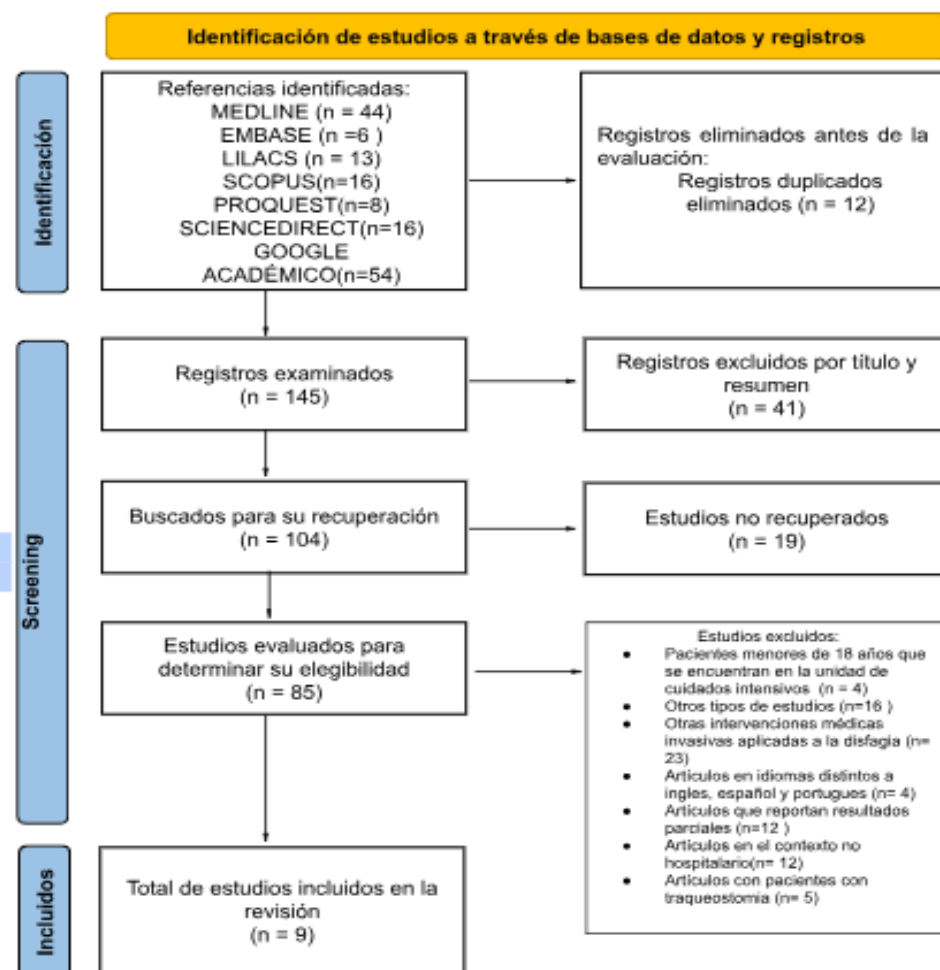 Identificación de estudios a través de bases de datos y registros
Identificación
Referencias identificadas:
MEDLINE (n = 44)
EMBASE (n =6 )
LILACS (n = 13)
SCOPUS(n=16)
PROQUEST(n=8)
SCIENCEDIRECT(n=16)
GOOGLE
ACADÉMICO(n=54)
Registros eliminados antes de la
evaluación:
Registros duplicados
eliminados (n = 12)
Screening
Registros examinados
(n = 145)
Registros excluidos por título y
resumen
(n = 41)
Buscados para su recuperación
(n = 104)
Estudios no recuperados
(n = 19)
Estudios evaluados para
determinar su elegibilidad
(n = 85)
Estudios excluidos:
• Pacientes menores de 18 años que
se encuentran en la unidad de
cuidados intensivos (n = 4)
• Otros tipos de estudios (n=16 )
• Otras intervenciones médicas
invasivas aplicadas a la disfagia (n=
23)
• Artículos en idiomas distintos a
ingles, español y portugues (n= 4)
• Artículos que reportan resultados
parciales (n=12 )
• Artículos en el contexto no
hospitalario(n= 12)
• Artículos con pacientes con
traqueostomia (n= 5)
Incluidos
Total de estudios incluidos en la
revisión
(n = 9)